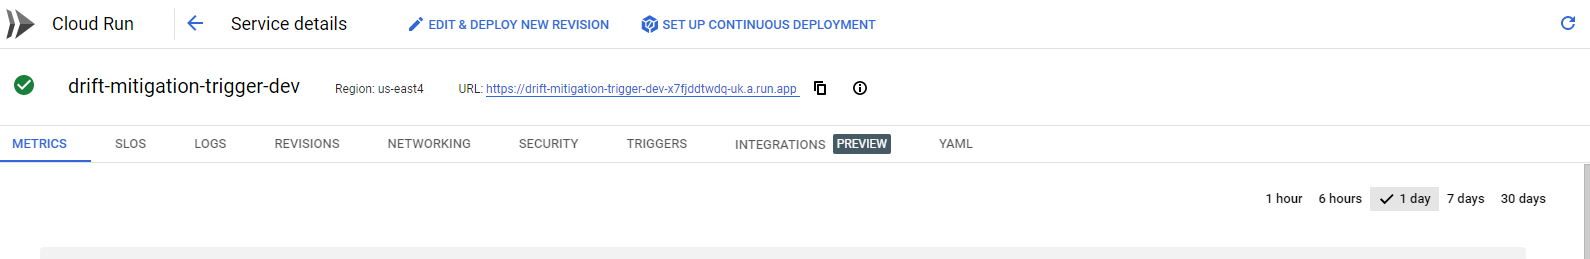 Cloud Run Service details EDIT & DEPLOY NEW REVISION SET UP CONTINUOUS DEPLOYMENT
drift-mitigation-trigger-dev Region: us-east4 URL: https://drift-mitigation-trigger-dev-x7fjddtwdq-uk.a.run.app
METRICS SLOS LOGS REVISIONS NETWORKING SECURITY TRIGGERS INTEGRATIONS PREVIEW YAML
1 hour 6 hours 1 day 7 days 30 days